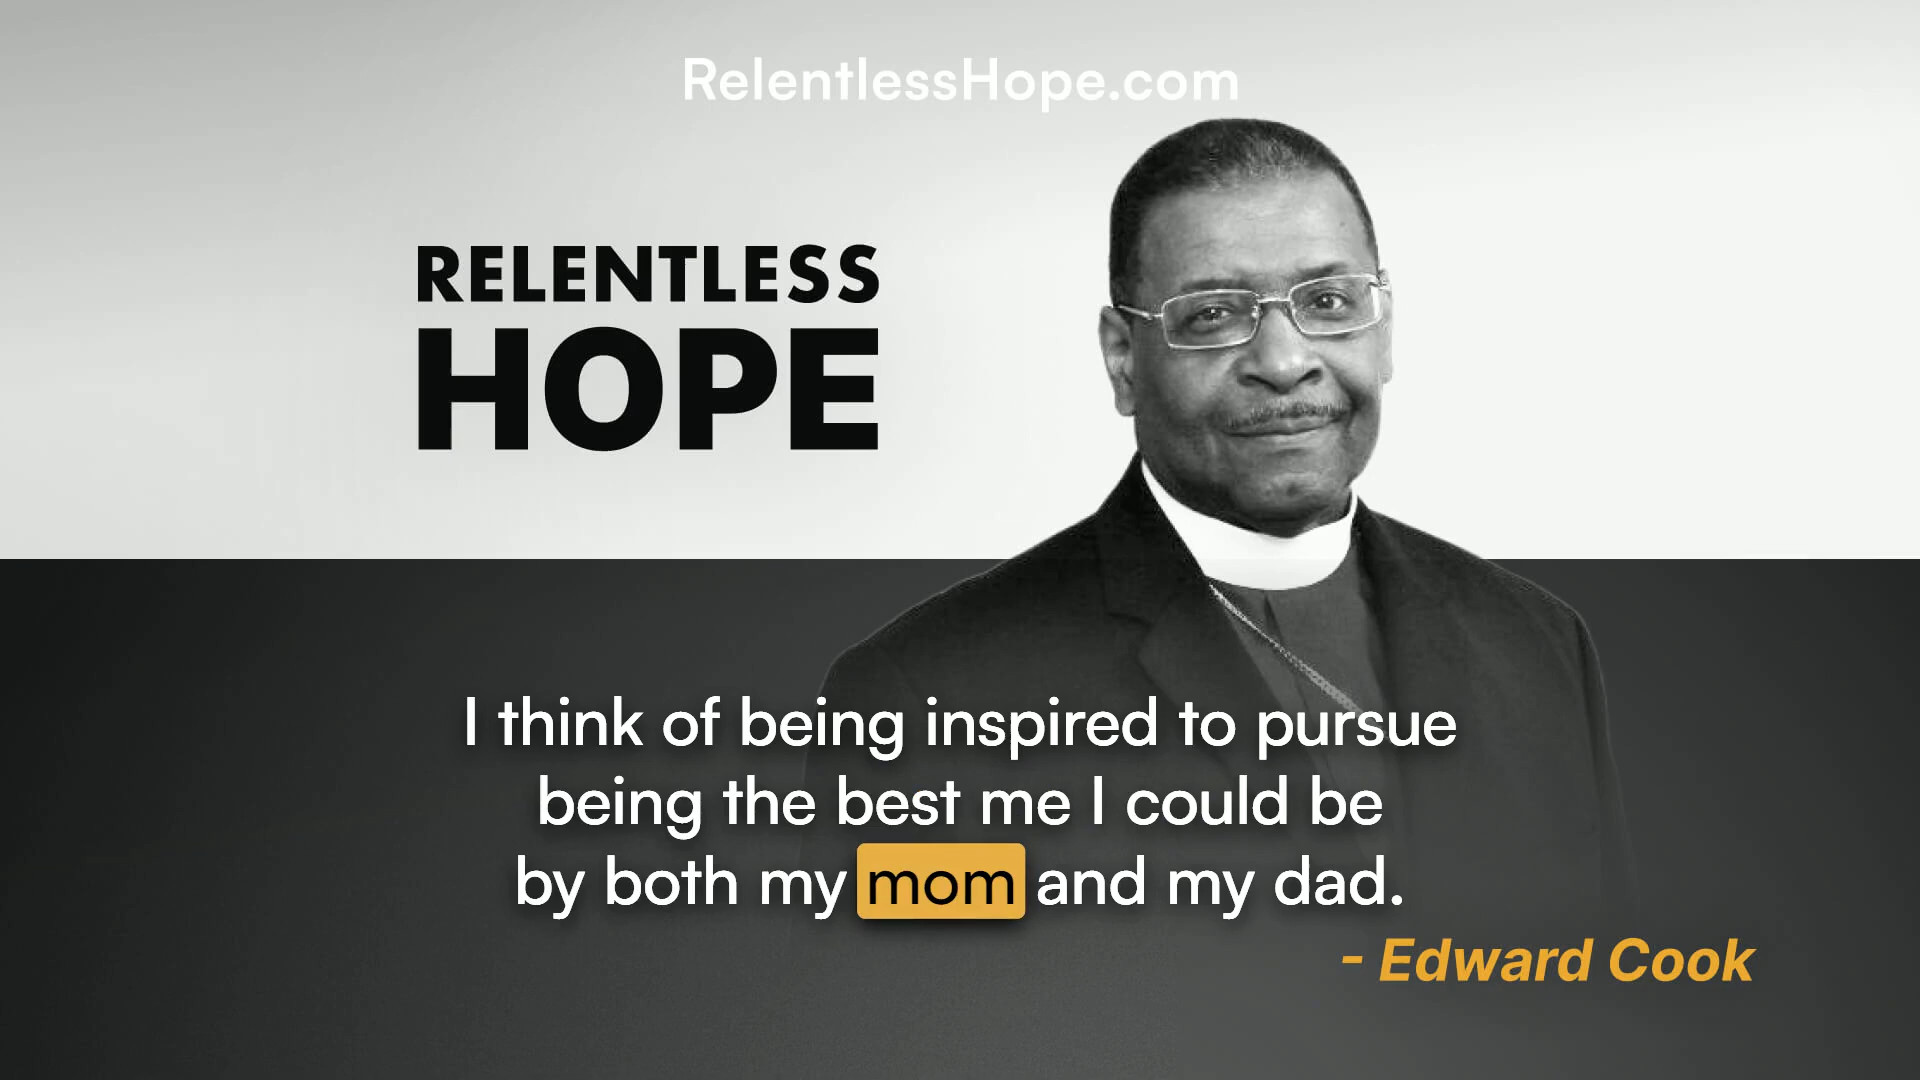 RelentlessHope.com
RELENTLESS
HOPE
I think of being inspired to pursue
being the best me I could be
by both my mom and my dad.
- Edward Cook